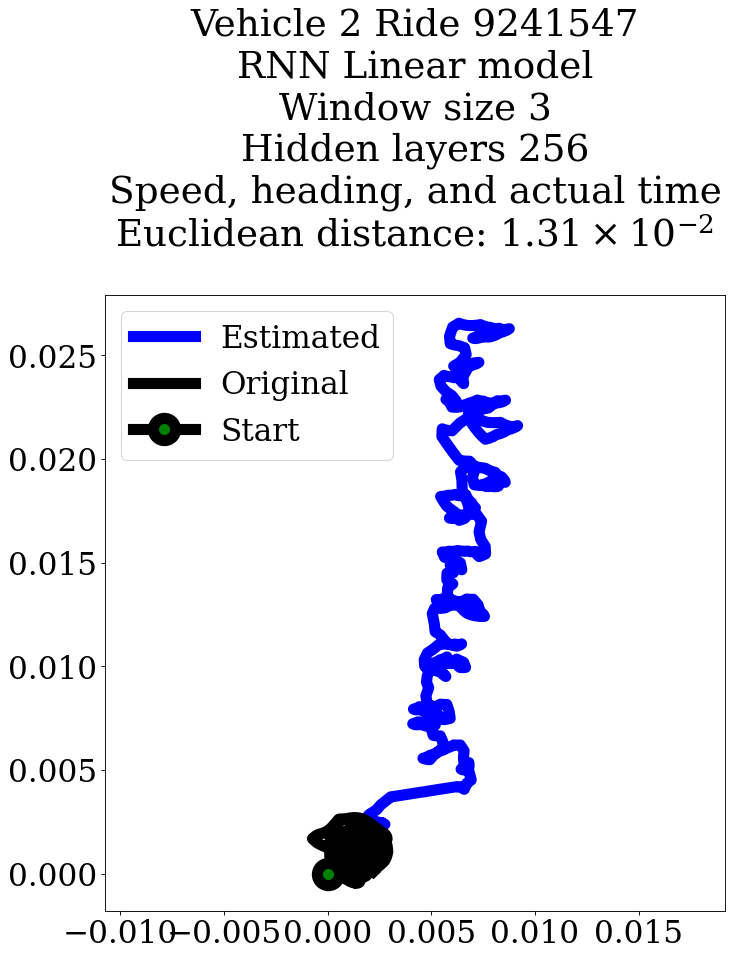 Vehicle 2 Ride 9241547
RNN Linear model
Window size 3
Hidden layers 256
Speed, heading, and actual time
Euclidean distance: 1.31 × 10⁻²
Estimated
Original
Start
0.025
0.020
0.015
0.010
0.005
0.000
−0.010 −0.005 0.000 0.005 0.010 0.015